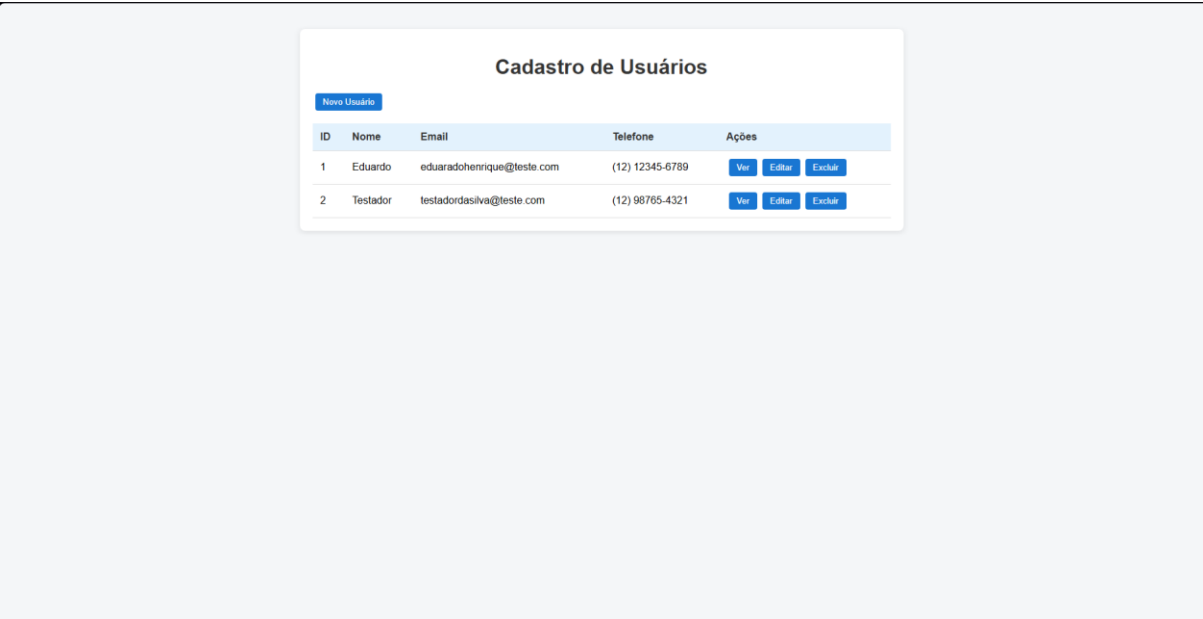 Cadastro de Usuários
Novo Usuário
ID Nome Email Telefone Ações
1 Eduardo eduaradohenrique@teste.com (12) 12345-6789 Ver Editar Excluir
2 Testador testadordasilva@teste.com (12) 98765-4321 Ver Editar Excluir